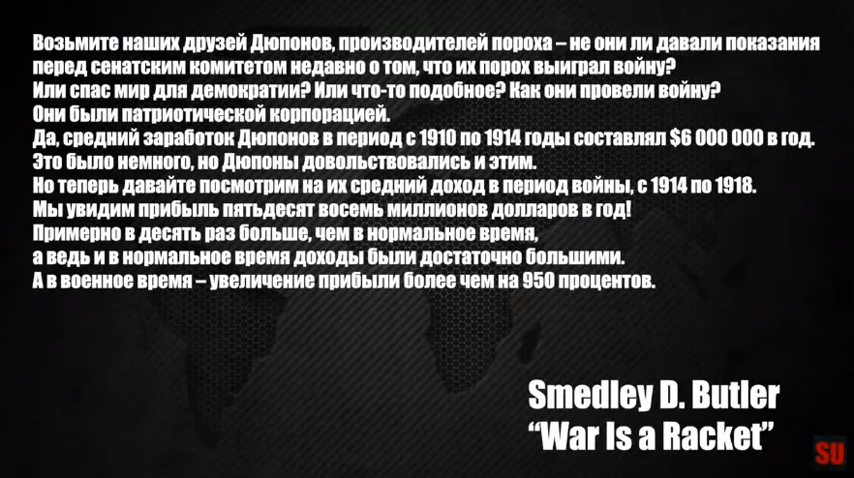 Возьмите наших друзей Дюпонов, производителей пороха – не они ли давали показания
перед сенатским комитетом недавно о том, что их порох выиграл войну?
Или спас мир для демократии? Или что-то подобное? Как они провели войну?
Они были патриотической корпорацией.
Да, средний заработок Дюпонов в период с 1910 по 1914 годы составлял $6 000 000 в год.
Это было немного, но Дюпоны довольствовались и этим.
Но теперь давайте посмотрим на их средний доход в период войны, с 1914 по 1918.
Мы увидим прибыль пятьдесят восемь миллионов долларов в год!
Примерно в десять раз больше, чем в нормальное время,
а ведь и в нормальное время доходы были достаточно большими.
А в военное время – увеличение прибыли более чем на 950 процентов.
Smedley D. Butler
“War Is a Racket”
SU